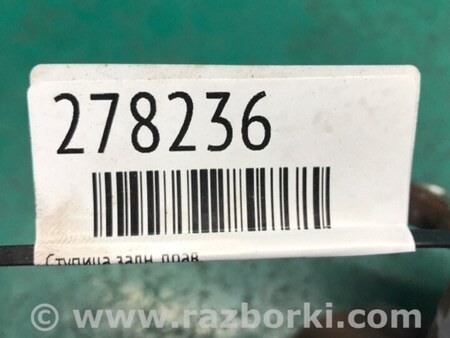 278236
Ступица задн. прав.
© www.razborki.com